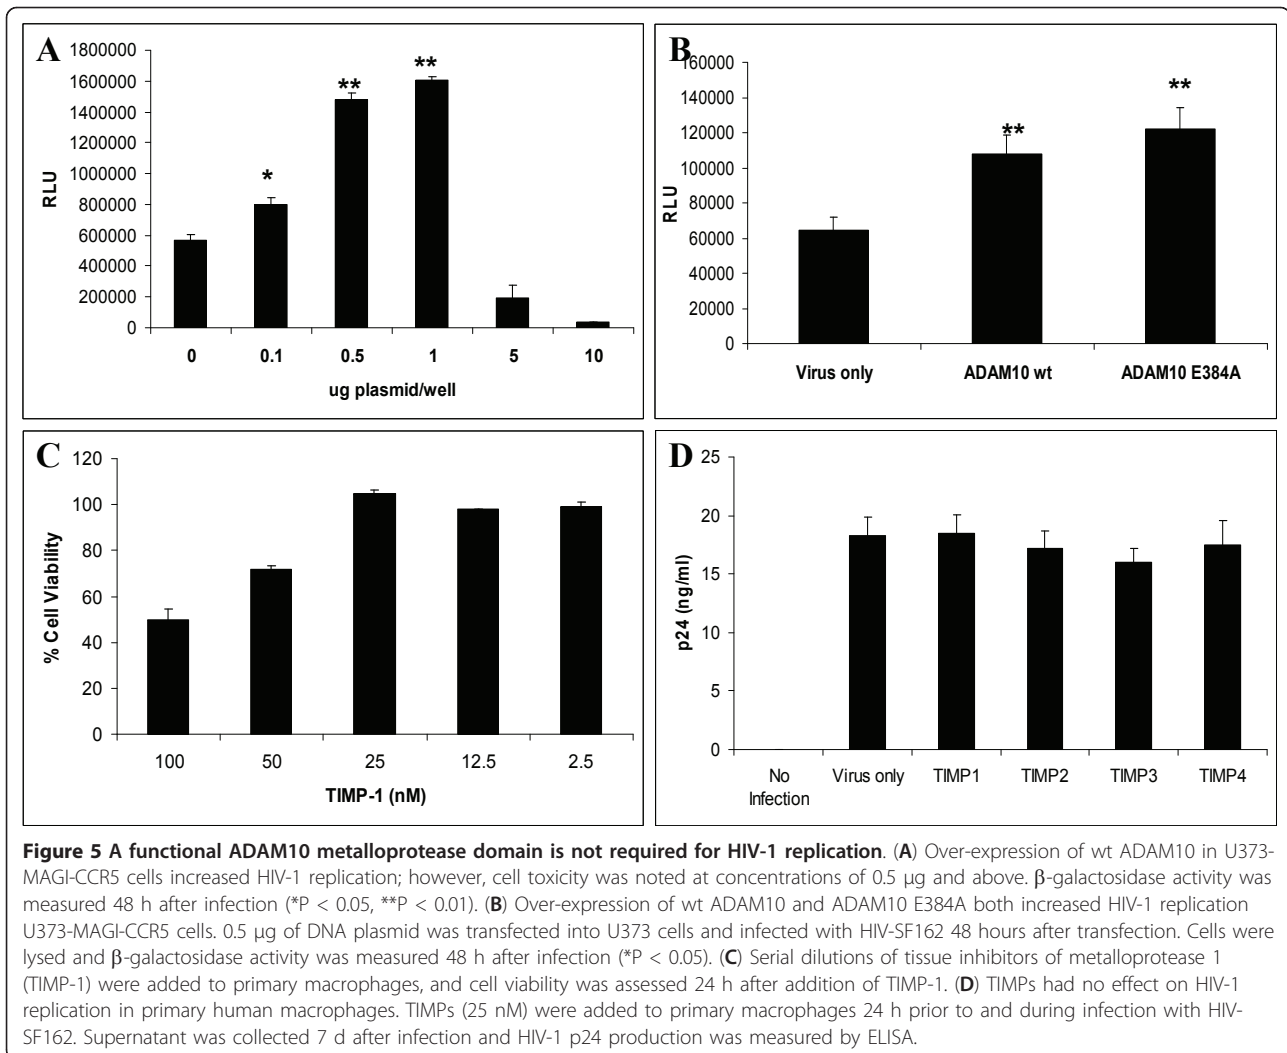 A
1800000
1600000
1400000
1200000
1000000
800000
600000
400000
200000
0
RLU
*
**
**
0 0.1 0.5 1 5 10
ug plasmid/well
B
160000
140000
120000
100000
80000
60000
40000
20000
0
RLU
**
**
Virus only ADAM10 wt ADAM10 E384A
C
120
100
80
60
40
20
0
% Cell Viability
100 50 25 12.5 2.5
TIMP-1 (nM)
D
25
20
15
10
5
0
p24 (ng/ml)
No Virus only TIMP1 TIMP2 TIMP3 TIMP4
Infection
Figure 5 A functional ADAM10 metalloprotease domain is not required for HIV-1 replication. (A) Over-expression of wt ADAM10 in U373-
MAGI-CCR5 cells increased HIV-1 replication; however, cell toxicity was noted at concentrations of 0.5 μg and above. β-galactosidase activity was
measured 48 h after infection (*P < 0.05, **P < 0.01). (B) Over-expression of wt ADAM10 and ADAM10 E384A both increased HIV-1 replication
U373-MAGI-CCR5 cells. 0.5 μg of DNA plasmid was transfected into U373 cells and infected with HIV-SF162 48 hours after transfection. Cells were
lysed and β-galactosidase activity was measured 48 h after infection (*P < 0.05). (C) Serial dilutions of tissue inhibitors of metalloprotease 1
(TIMP-1) were added to primary macrophages, and cell viability was assessed 24 h after addition of TIMP-1. (D) TIMPs had no effect on HIV-1
replication in primary human macrophages. TIMPs (25 nM) were added to primary macrophages 24 h prior to and during infection with HIV-
SF162. Supernatant was collected 7 d after infection and HIV-1 p24 production was measured by ELISA.